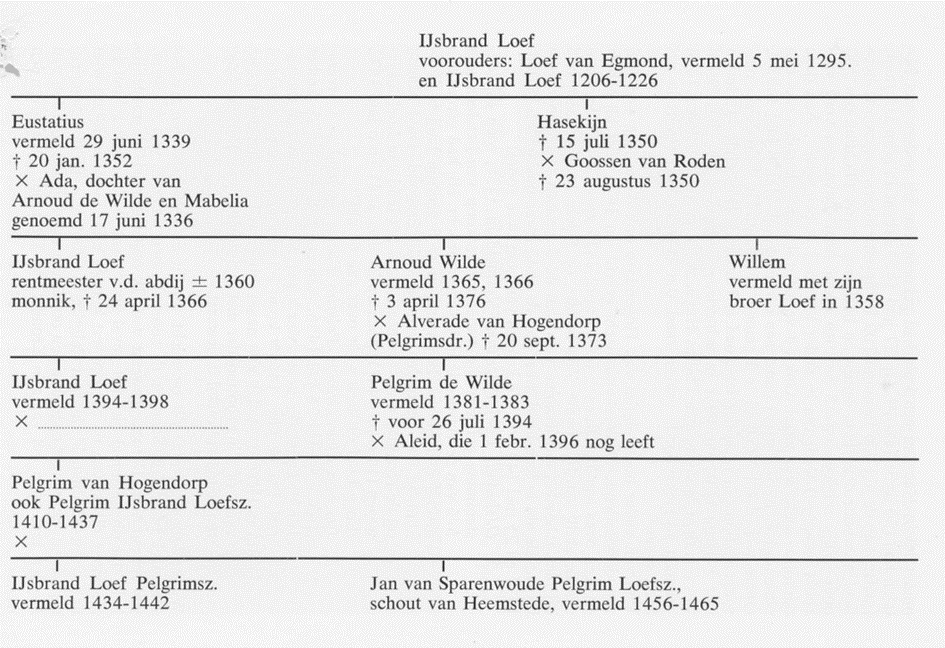 IJsbrand Loef
voorouders: Loef van Egmond, vermeld 5 mei 1295.
en IJsbrand Loef 1206-1226
Eustatius
vermeld 29 juni 1339
† 20 jan. 1352
× Ada, dochter van
Arnoud de Wilde en Mabelia
genoemd 17 juni 1336
Hasekijn
† 15 juli 1350
× Goossen van Roden
† 23 augustus 1350
IJsbrand Loef
rentmeester v.d. abdij ± 1360
monnik, † 24 april 1366
Arnoud Wilde
vermeld 1365, 1366
† 3 april 1376
× Alverade van Hogendorp
(Pelgrimsdr.) † 20 sept. 1373
Willem
vermeld met zijn
broer Loef in 1358
IJsbrand Loef
vermeld 1394-1398
× ........................................
Pelgrim de Wilde
vermeld 1381-1383
† voor 26 juli 1394
× Aleid, die 1 febr. 1396 nog leeft
Pelgrim van Hogendorp
ook Pelgrim IJsbrand Loefsz.
1410-1437
×
IJsbrand Loef Pelgrimsz.
vermeld 1434-1442
Jan van Sparenwoude Pelgrim Loefsz.,
schout van Heemstede, vermeld 1456-1465